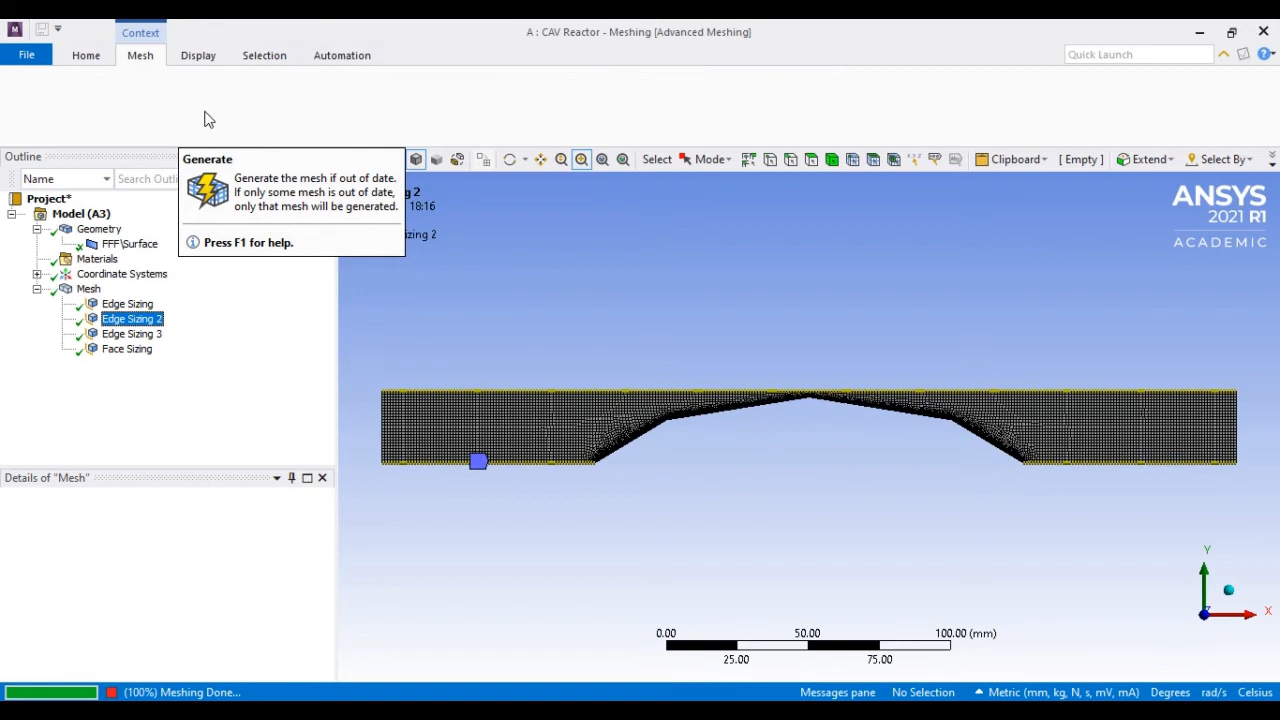 Context
A : CAV Reactor - Meshing [Advanced Meshing]
File
Home
Mesh
Display
Selection
Automation
Quick Launch
Outline
Select
Mode
Clipboard
[ Empty ]
Extend
Select By
Name
Search Outli
Generate
Generate the mesh if out of date.
If only some mesh is out of date,
only that mesh will be generated.
Press F1 for help.
g 2
18:16
izing 2
Project*
Model (A3)
Geometry
FFF\Surface
Materials
Coordinate Systems
Mesh
Edge Sizing
Edge Sizing 2
Edge Sizing 3
Face Sizing
ANSYS
2021 R1
ACADEMIC
Details of "Mesh"
Y
X
0.00
50.00
100.00 (mm)
25.00
75.00
(100%) Meshing Done...
Messages pane
No Selection
Metric (mm, kg, N, s, mV, mA)
Degrees
rad/s
Celsius